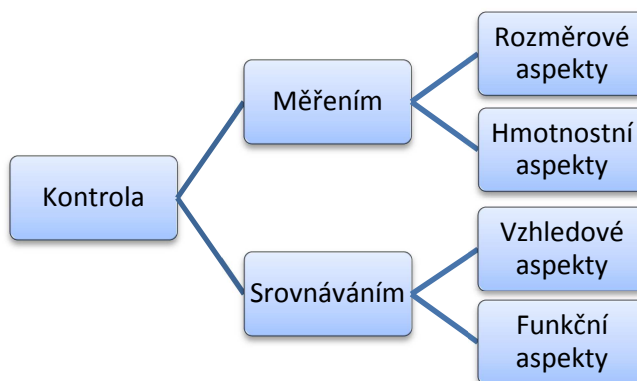 Kontrola
Měřením
Rozměrové
aspekty
Hmotnostní
aspekty
Srovnáváním
Vzhledové
aspekty
Funkční
aspekty